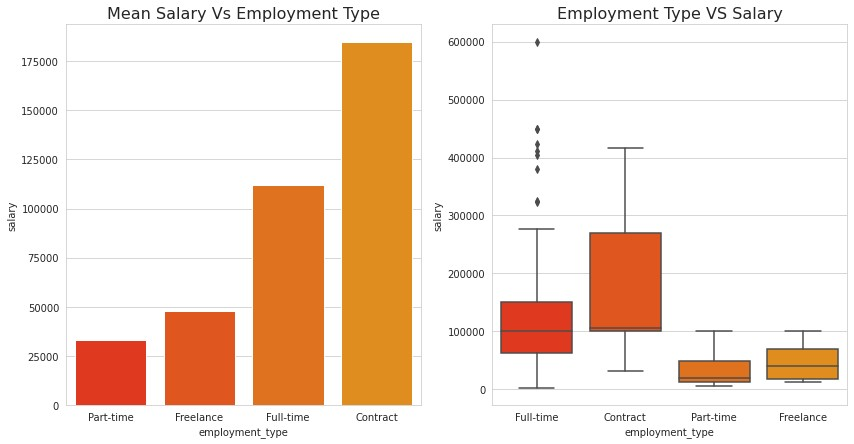 Mean Salary Vs Employment Type
175000
150000
125000
100000
75000
50000
25000
0
salary
Part-time Freelance Full-time Contract
employment_type
Employment Type VS Salary
600000
500000
400000
300000
200000
100000
0
salary
Full-time Contract Part-time Freelance
employment_type